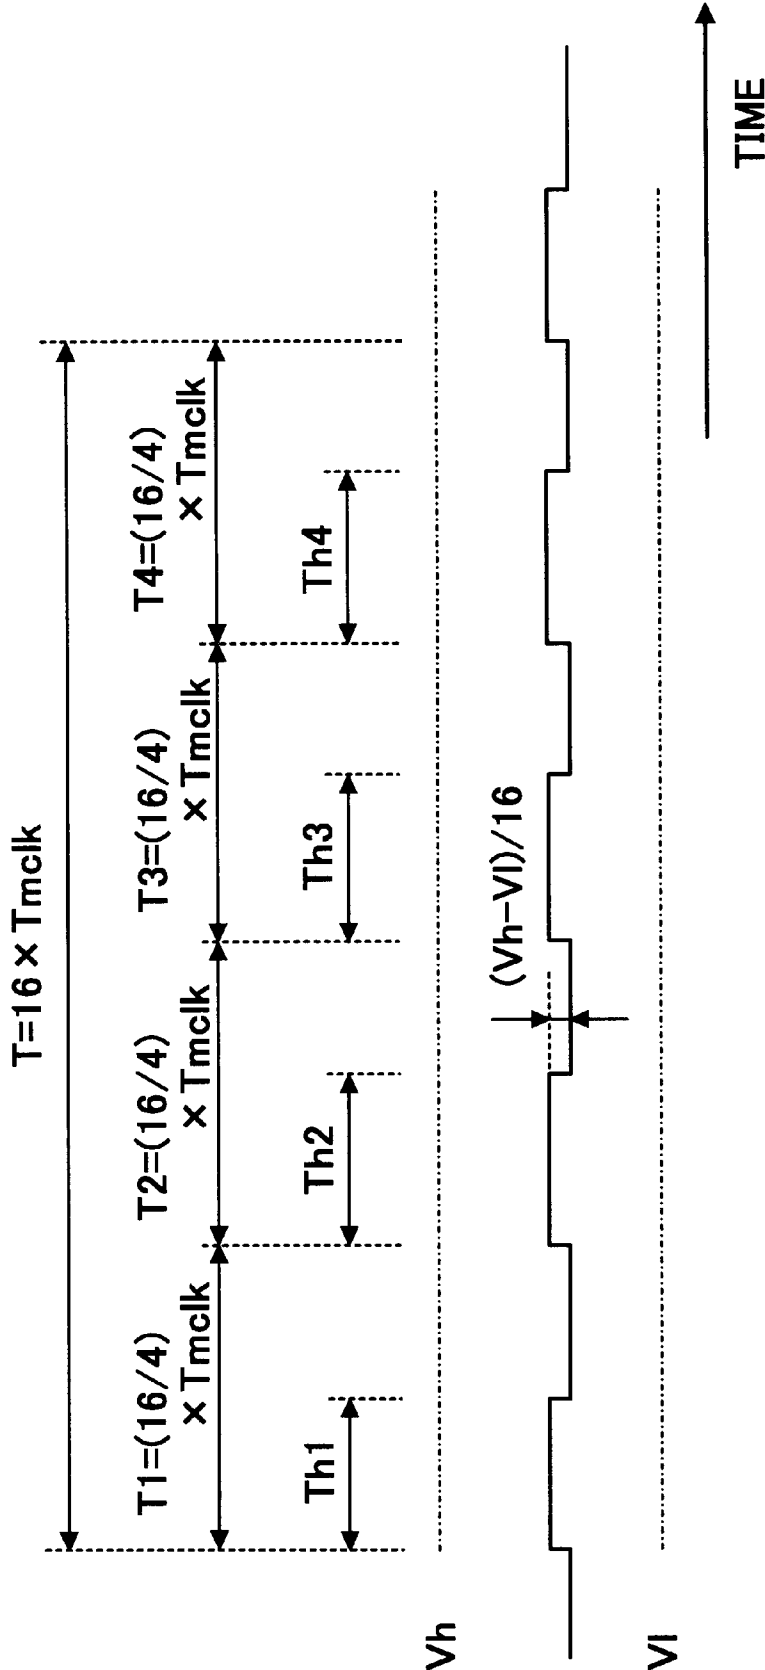 T=16×Tmclk
T1=(16/4)
×Tmclk
T2=(16/4)
×Tmclk
T3=(16/4)
×Tmclk
T4=(16/4)
×Tmclk
Th1
Th2
Th3
Th4
Vh
(Vh-Vl)/16
Vl
TIME